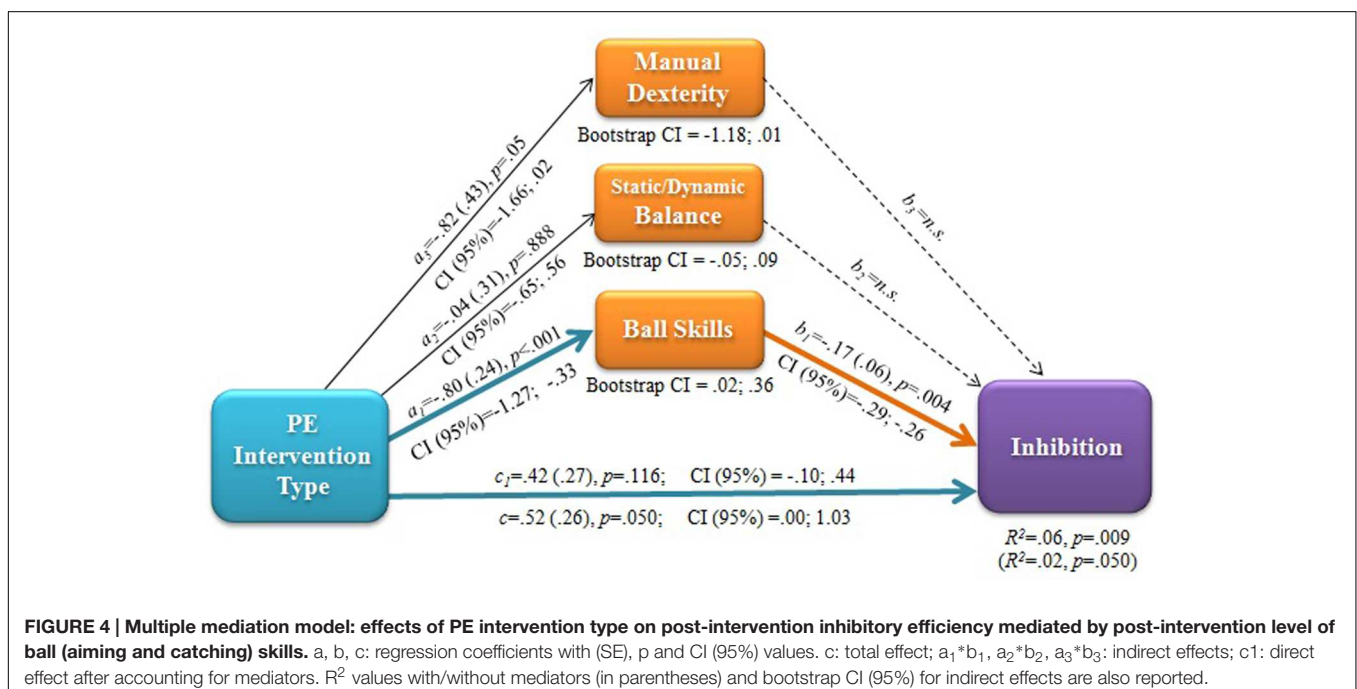 Manual
Dexterity
Bootstrap CI = -1.18; .01
a3=-.82 (.43), p=.05
CI (95%)=-1.66; .02
b3=n.s.
Static/Dynamic
Balance
Bootstrap CI = -.05; .09
a2=-.04 (.31), p=.888
CI (95%)=-.65; .56
b2=n.s.
Ball Skills
Bootstrap CI = .02; .36
a1=-.80 (.24), p<.001
CI (95%)=-1.27; -.33
b1=-.17 (.06), p=.004
CI (95%)=-.29; -.26
PE
Intervention
Type
Inhibition
c1=.42 (.27), p=.116; CI (95%) = -.10; .44
c=.52 (.26), p=.050; CI (95%) =.00; 1.03
R2=.06, p=.009
(R2=.02, p=.050)
FIGURE 4 | Multiple mediation model: effects of PE intervention type on post-intervention inhibitory efficiency mediated by post-intervention level of
ball (aiming and catching) skills. a, b, c: regression coefficients with (SE), p and CI (95%) values. c: total effect; a1*b1, a2*b2, a3*b3: indirect effects; c1: direct
effect after accounting for mediators. R2 values with/without mediators (in parentheses) and bootstrap CI (95%) for indirect effects are also reported.